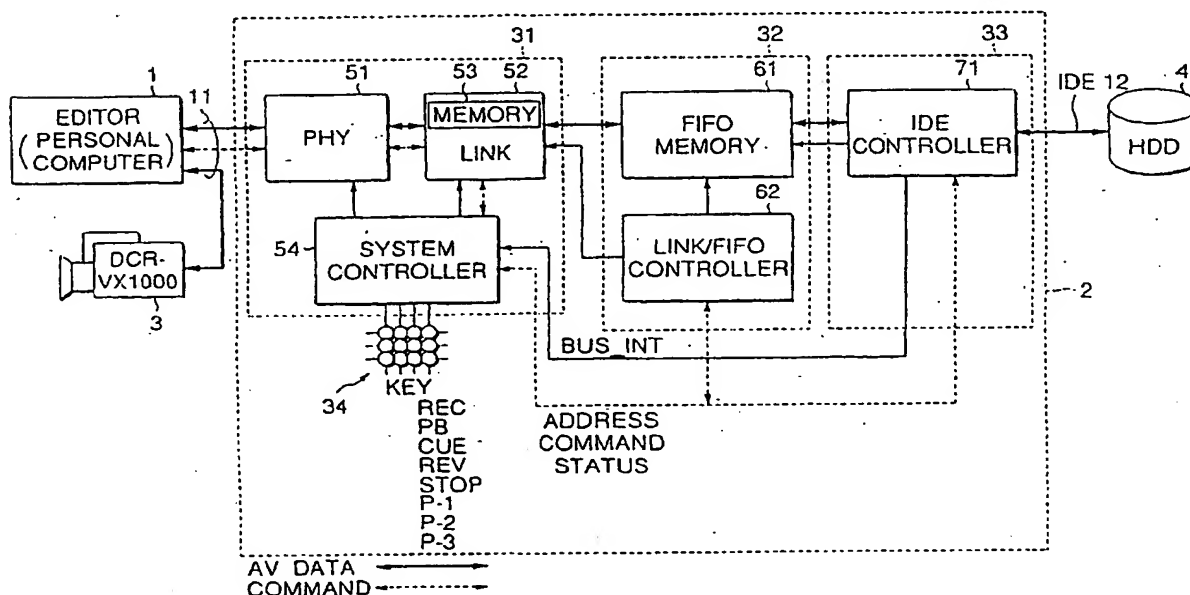 31
32
33
1
11
51
53
52
61
71
IDE 12
4
EDITOR
(PERSONAL
COMPUTER)
PHY
MEMORY
LINK
FIFO
MEMORY
IDE
CONTROLLER
HDD
62
54
SYSTEM
CONTROLLER
LINK/FIFO
CONTROLLER
DCR-
VX1000
3
2
BUS_INT
34
KEY
REC
PB
CUE
REV
STOP
P-1
P-2
P-3
ADDRESS
COMMAND
STATUS
AV DATA
COMMAND